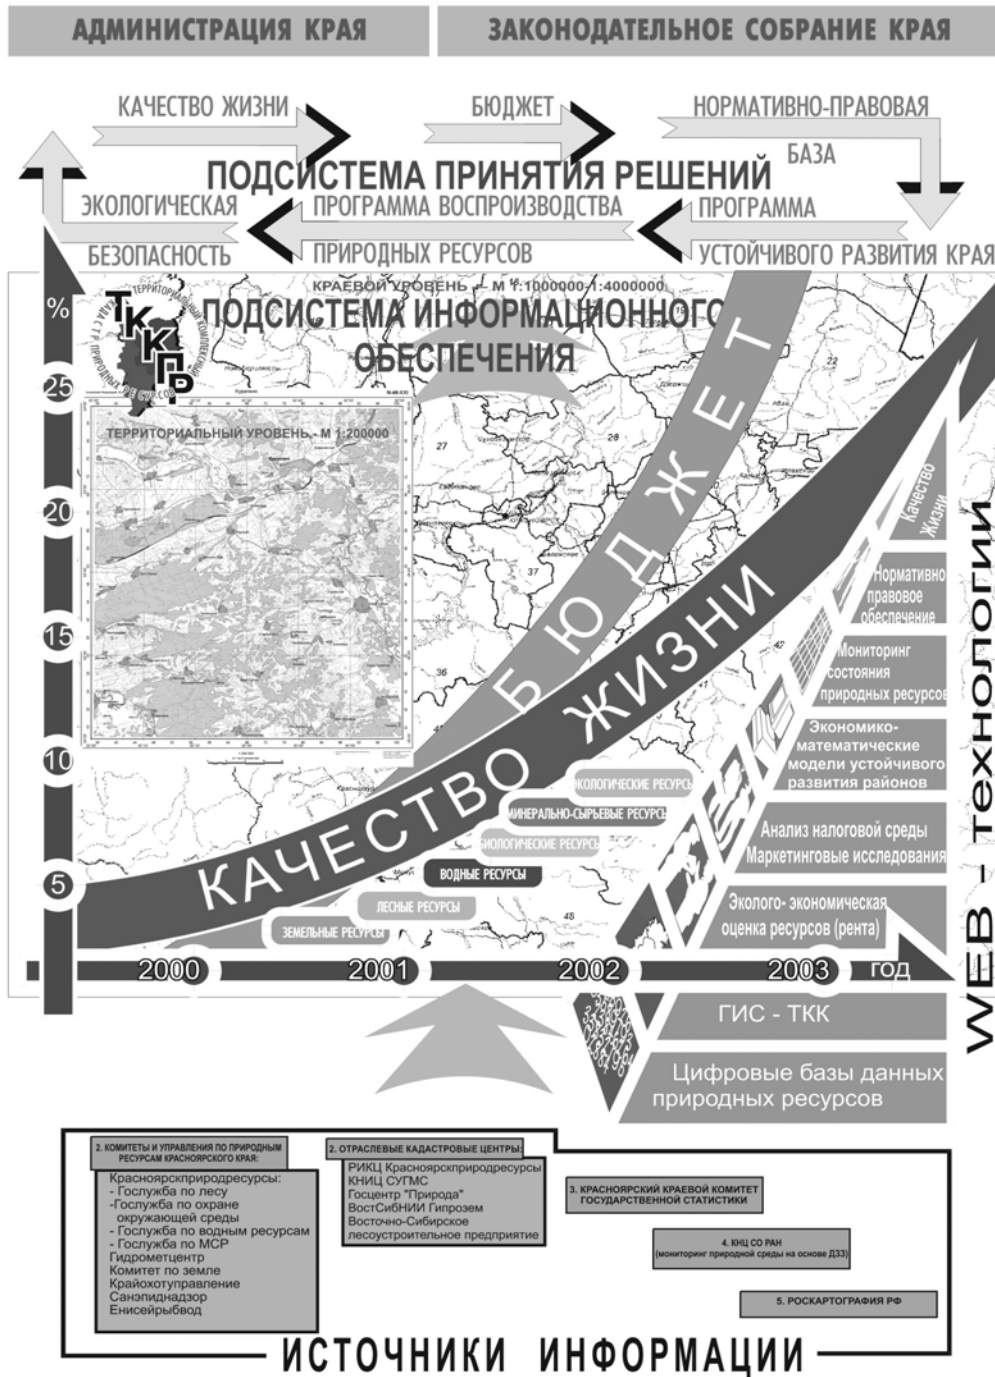 АДМИНИСТРАЦИЯ КРАЯ
ЗАКОНОДАТЕЛЬНОЕ СОБРАНИЕ КРАЯ
КАЧЕСТВО ЖИЗНИ
БЮДЖЕТ
НОРМАТИВНО-ПРАВОВАЯ
БАЗА
ПОДСИСТЕМА ПРИНЯТИЯ РЕШЕНИЙ
ЭКОЛОГИЧЕСКАЯ
БЕЗОПАСНОСТЬ
ПРОГРАММА ВОСПРОИЗВОДСТВА
ПРИРОДНЫХ РЕСУРСОВ
ПРОГРАММА
УСТОЙЧИВОГО РАЗВИТИЯ КРАЯ
КРАЕВОЙ УРОВЕНЬ - М 1:1000000-1:4000000
ПОДСИСТЕМА ИНФОРМАЦИОННОГО
ОБЕСПЕЧЕНИЯ
ТККПР
ТЕРРИТОРИАЛЬНЫЙ УРОВЕНЬ - М 1:200000
%
25
20
15
10
5
БЮДЖЕТ
КАЧЕСТВО ЖИЗНИ
ЭКОЛОГИЧЕСКИЕ РЕСУРСЫ
МИНЕРАЛЬНО-СЫРЬЕВЫЕ РЕСУРСЫ
БИОЛОГИЧЕСКИЕ РЕСУРСЫ
ВОДНЫЕ РЕСУРСЫ
ЛЕСНЫЕ РЕСУРСЫ
ЗЕМЕЛЬНЫЕ РЕСУРСЫ
2000
2001
2002
2003
ГОД
Качество
Жизни
Нормативно
правовое
обеспечение
Мониторинг
состояния
природных ресурсов
Экономико-
математические
модели устойчивого
развития районов
Анализ налоговой среды
Маркетинговые исследования
Эколого- экономическая
оценка ресурсов (рента)
ГИС - ТКК
Цифровые базы данных
природных ресурсов
WEB - ТЕХНОЛОГИИ
2. КОМИТЕТЫ И УПРАВЛЕНИЯ ПО ПРИРОДНЫМ
РЕСУРСАМ КРАСНОЯРСКОГО КРАЯ:
Красноярскприродресурсы:
- Гослужба по лесу
-Гослужба по охране
окружающей среды
- Гослужба по водным ресурсам
- Гослужба по МСР
Гидрометцентр
Комитет по земле
Крайохотуправление
Санэпиднадзор
Енисейрыбвод
2. ОТРАСЛЕВЫЕ КАДАСТРОВЫЕ ЦЕНТРЫ:
РИКЦ Красноярскприродресурсы
КНИЦ СУГМС
Госцентр "Природа"
ВостСибНИИ Гипрозем
Восточно-Сибирское
лесоустроительное предприятие
3. КРАСНОЯРСКИЙ КРАЕВОЙ КОМИТЕТ
ГОСУДАРСТВЕННОЙ СТАТИСТИКИ
4. КНЦ СО РАН
(мониторинг природной среды на основе ДЗЗ)
5. РОСКАРТОГРАФИЯ РФ
ИСТОЧНИКИ ИНФОРМАЦИИ